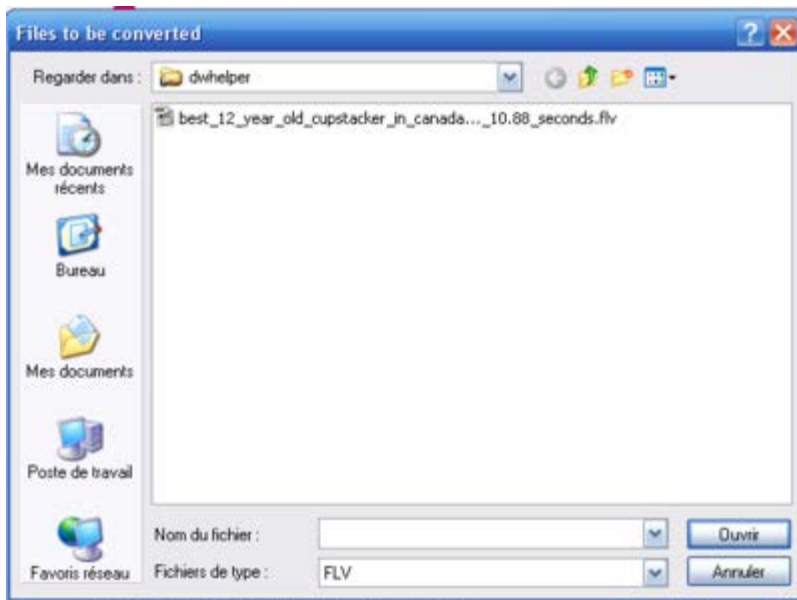 Files to be converted
Regarder dans :
dwhelper
best_12_year_old_cupstacker_in_canada..._10.88_seconds.flv
Mes documents
récents
Bureau
Mes documents
Poste de travail
Favoris réseau
Nom du fichier :
Ouvrir
Fichiers de type :
FLV
Annuler